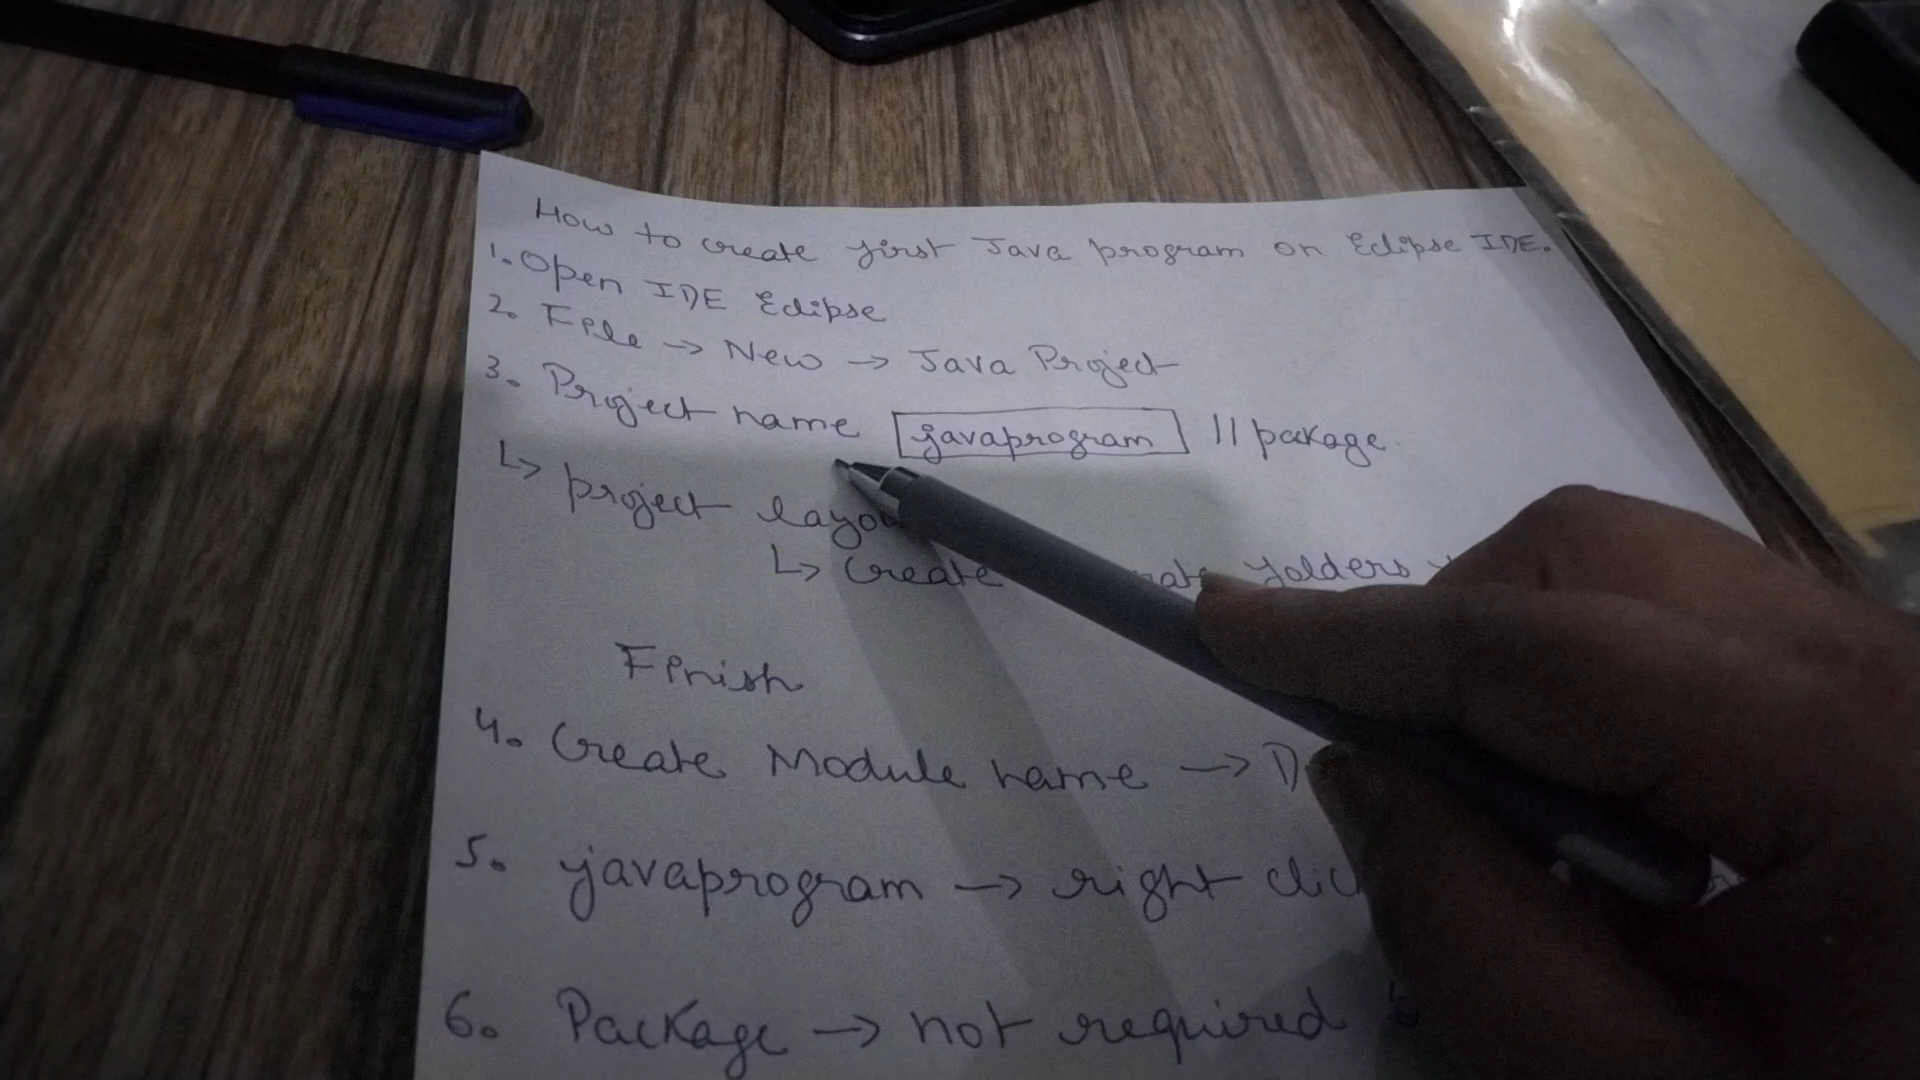 How to create first Java program on Eclipse IDE.
1. Open IDE Eclipse
2. File → New → Java Project
3. Project name javaprogram // package
↳ project
↳ Create folders
Finish
4. Create Module name →
5. javaprogram → right
6. Package → not required